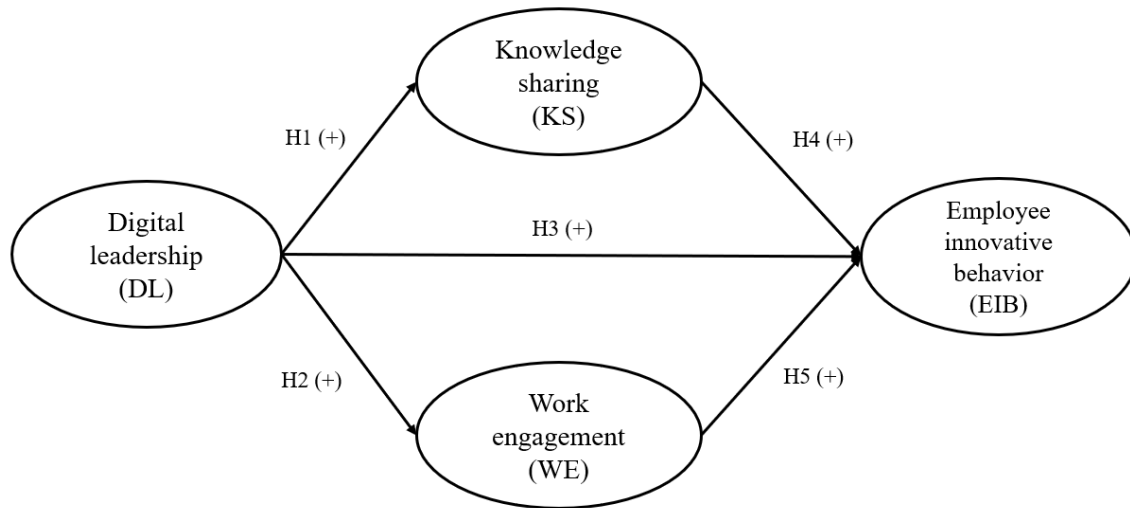 Knowledge
sharing
(KS)
H1 (+)
H4 (+)
Digital
leadership
(DL)
H3 (+)
Employee
innovative
behavior
(EIB)
H2 (+)
H5 (+)
Work
engagement
(WE)